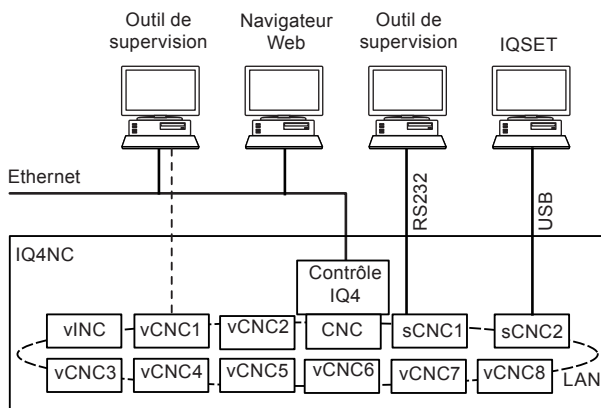 Outil de
supervision
Navigateur
Web
Outil de
supervision
IQSET
Ethernet
RS232
USB
IQ4NC
Contrôle
IQ4
vINC
vCNC1
vCNC2
CNC
sCNC1
sCNC2
vCNC3
vCNC4
vCNC5
vCNC6
vCNC7
vCNC8
LAN